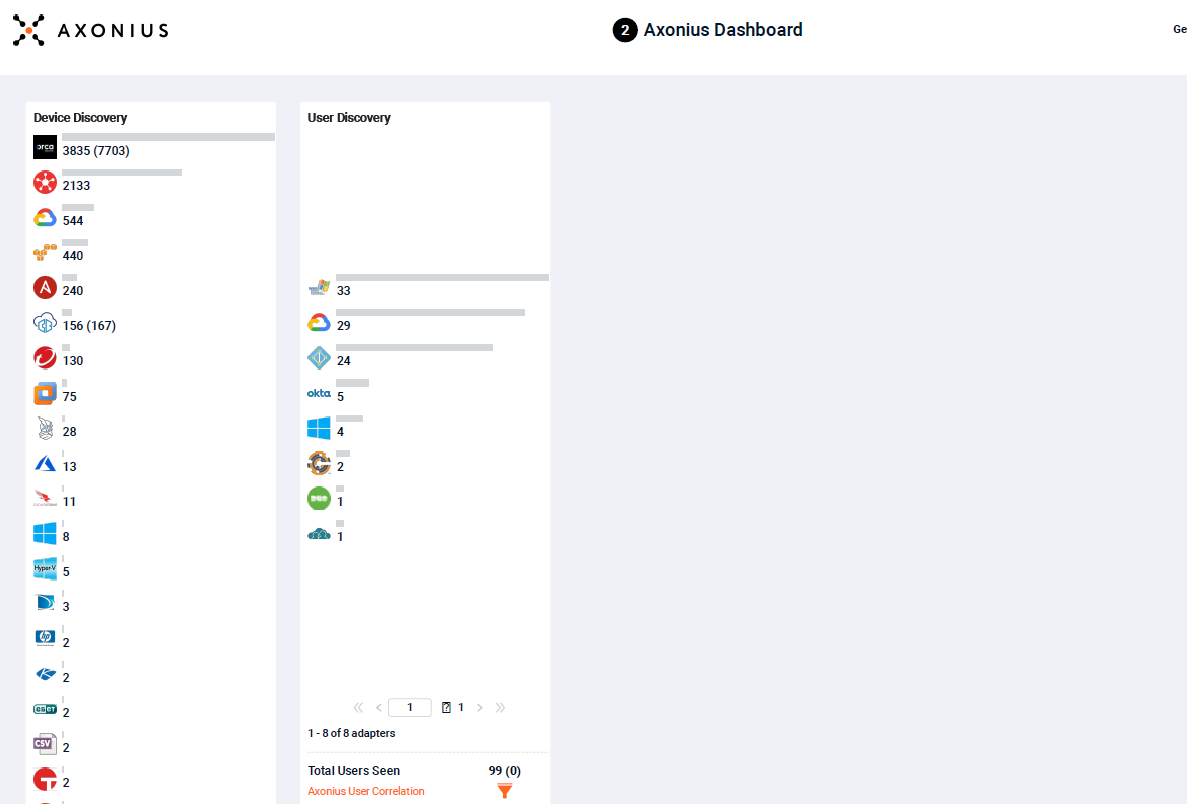 AXONIUS
2 Axonius Dashboard
Ge
Device Discovery
orca
3835 (7703)
2133
544
440
A
240
156 (167)
130
75
28
13
11
8
Hyper-V
5
3
hp
2
2
eseT
2
CSV
2
2
User Discovery
33
29
24
okta
5
4
2
1
1
« < 1 ? 1 > »
1 - 8 of 8 adapters
Total Users Seen 99 (0)
Axonius User Correlation